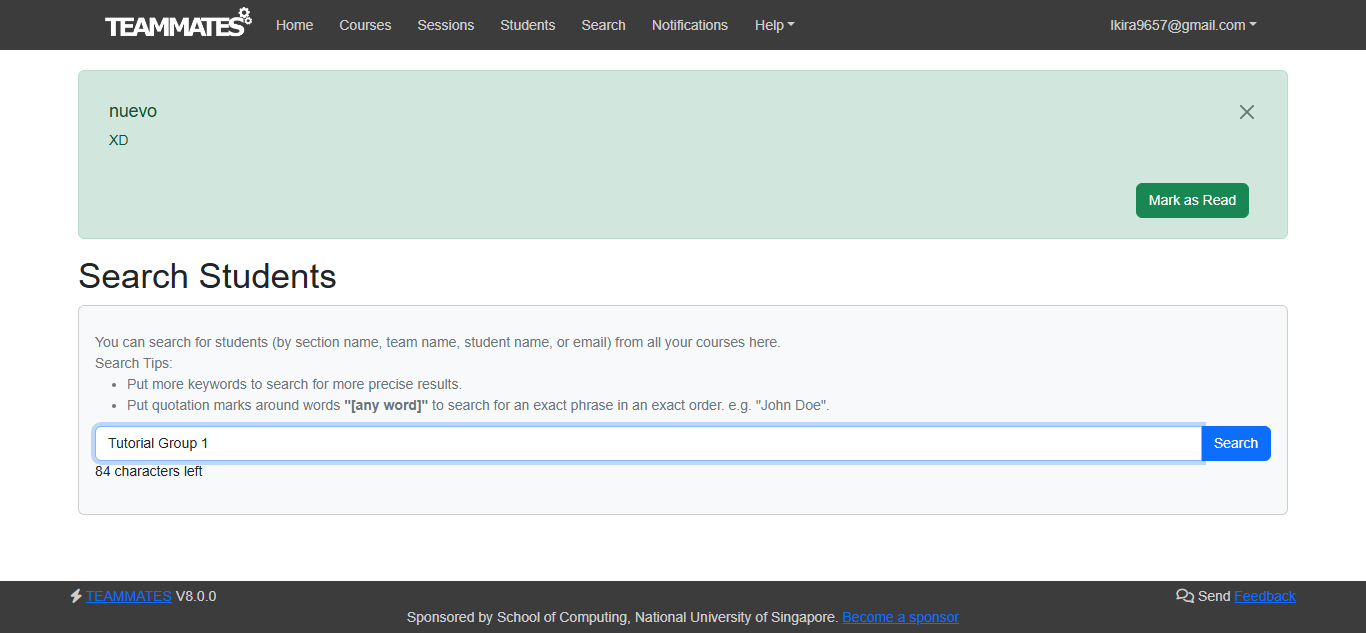 TEAMMATES Home Courses Sessions Students Search Notifications Help lkira9657@gmail.com
nuevo
XD
Mark as Read
Search Students
You can search for students (by section name, team name, student name, or email) from all your courses here.
Search Tips:
• Put more keywords to search for more precise results.
• Put quotation marks around words "[any word]" to search for an exact phrase in an exact order. e.g. "John Doe".
Tutorial Group 1 Search
84 characters left
TEAMMATES V8.0.0 Send Feedback
Sponsored by School of Computing, National University of Singapore. Become a sponsor